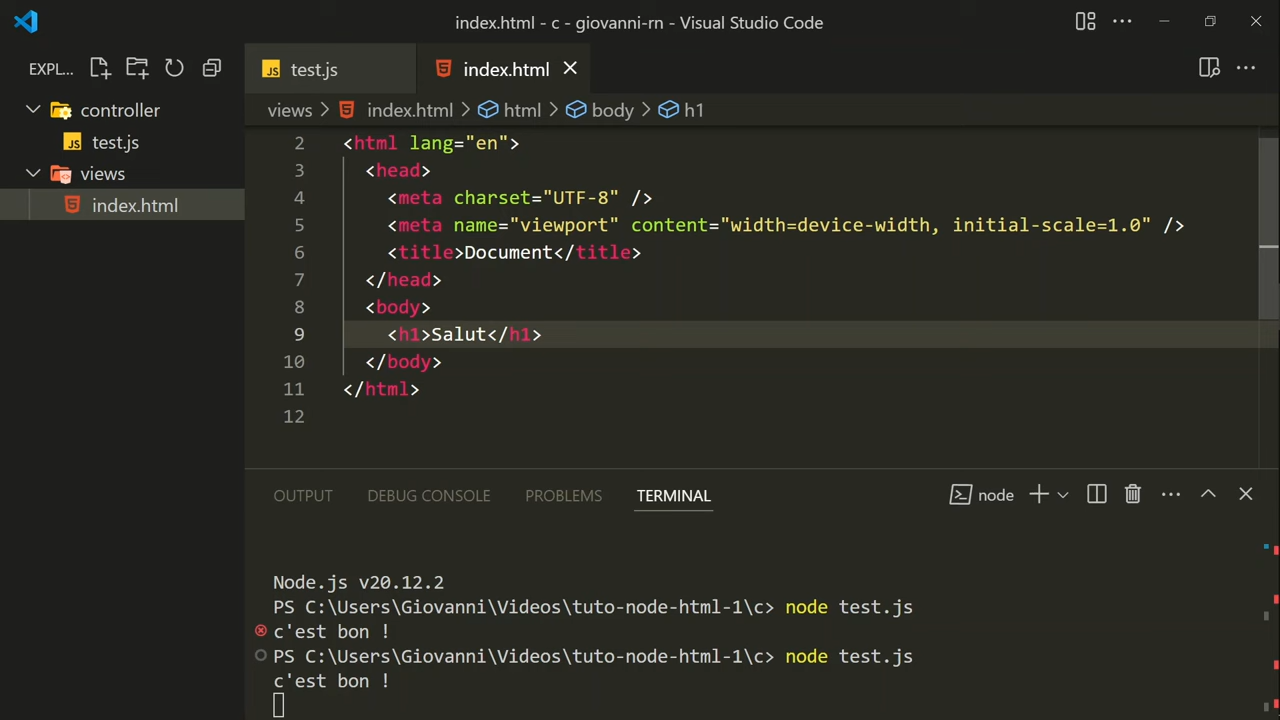 index.html - c - giovanni-rn - Visual Studio Code
EXPL...
controller
test.js
views
index.html
test.js
index.html
views > index.html > html > body > h1
2 <html lang="en">
3 <head>
4 <meta charset="UTF-8" />
5 <meta name="viewport" content="width=device-width, initial-scale=1.0" />
6 <title>Document</title>
7 </head>
8 <body>
9 <h1>Salut</h1>
10 </body>
11 </html>
12
OUTPUT DEBUG CONSOLE PROBLEMS TERMINAL node
Node.js v20.12.2
PS C:\Users\Giovanni\Videos\tuto-node-html-1\c> node test.js
c'est bon !
PS C:\Users\Giovanni\Videos\tuto-node-html-1\c> node test.js
c'est bon !